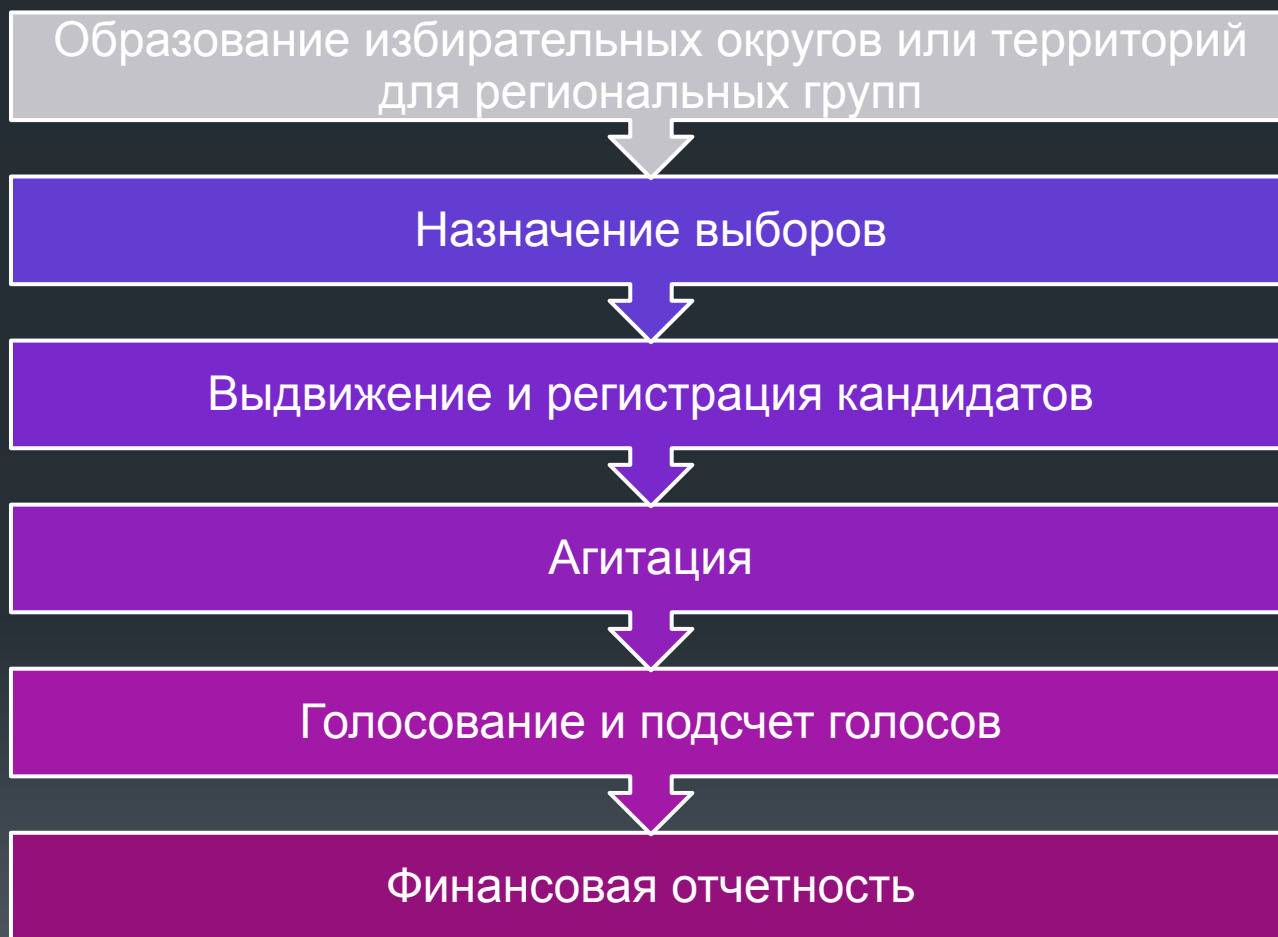 Образование избирательных округов или территорий
для региональных групп
Назначение выборов
Выдвижение и регистрация кандидатов
Агитация
Голосование и подсчет голосов
Финансовая отчетность